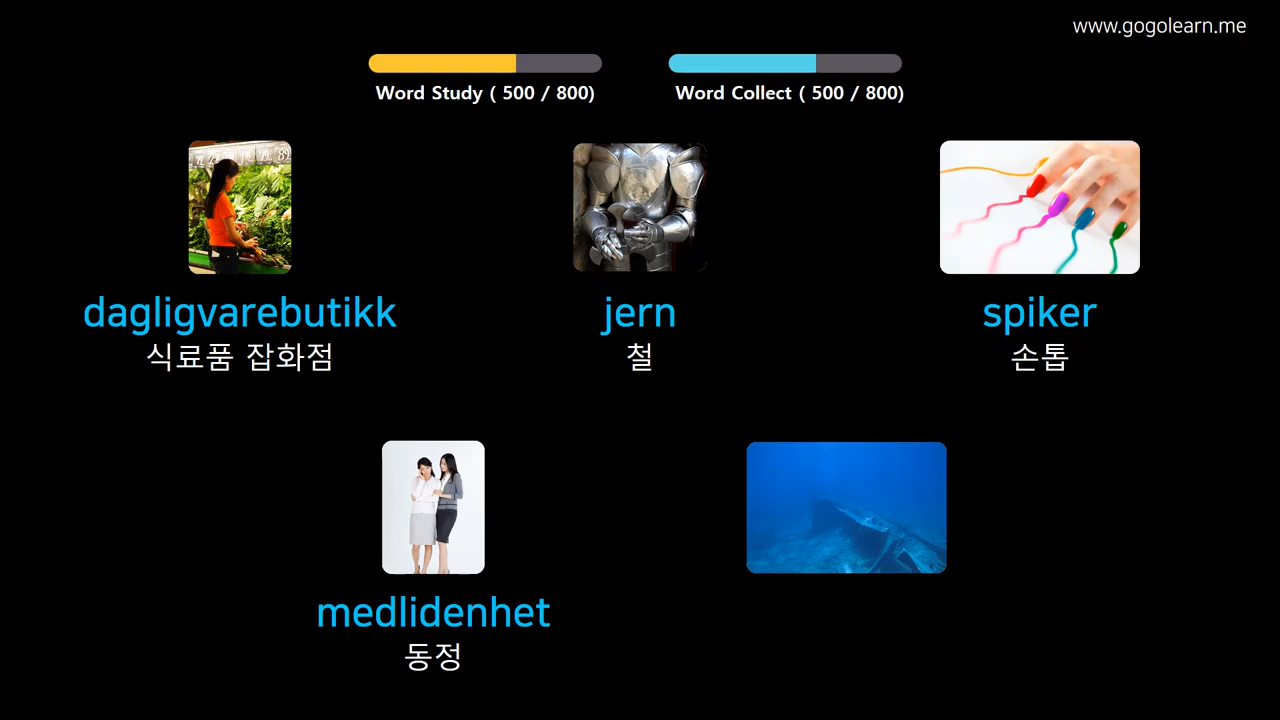 www.gogolearn.me
Word Study ( 500 / 800)
Word Collect ( 500 / 800)
dagligvarebutikk
식료품 잡화점
jern
철
spiker
손톱
medlidenhet
동정